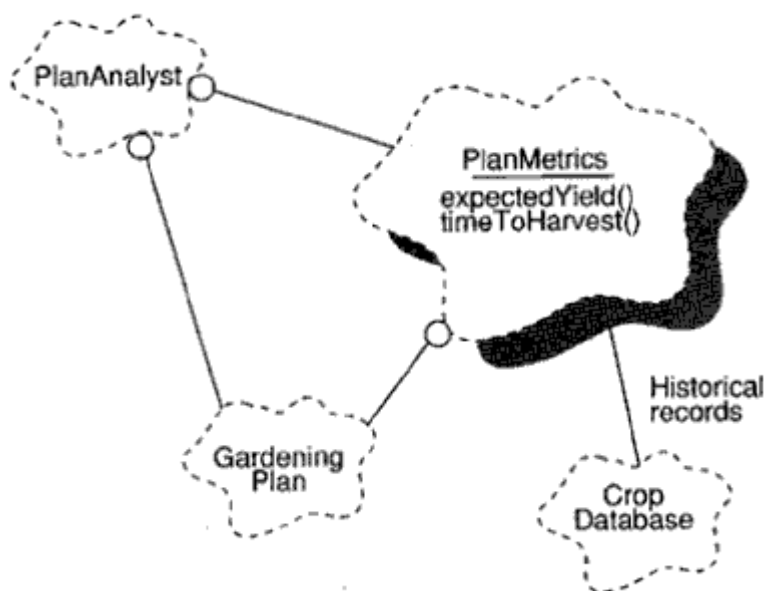 PlanAnalyst
PlanMetrics
expectedYield()
timeToHarvest()
Historical
records
Gardening
Plan
Crop
Database